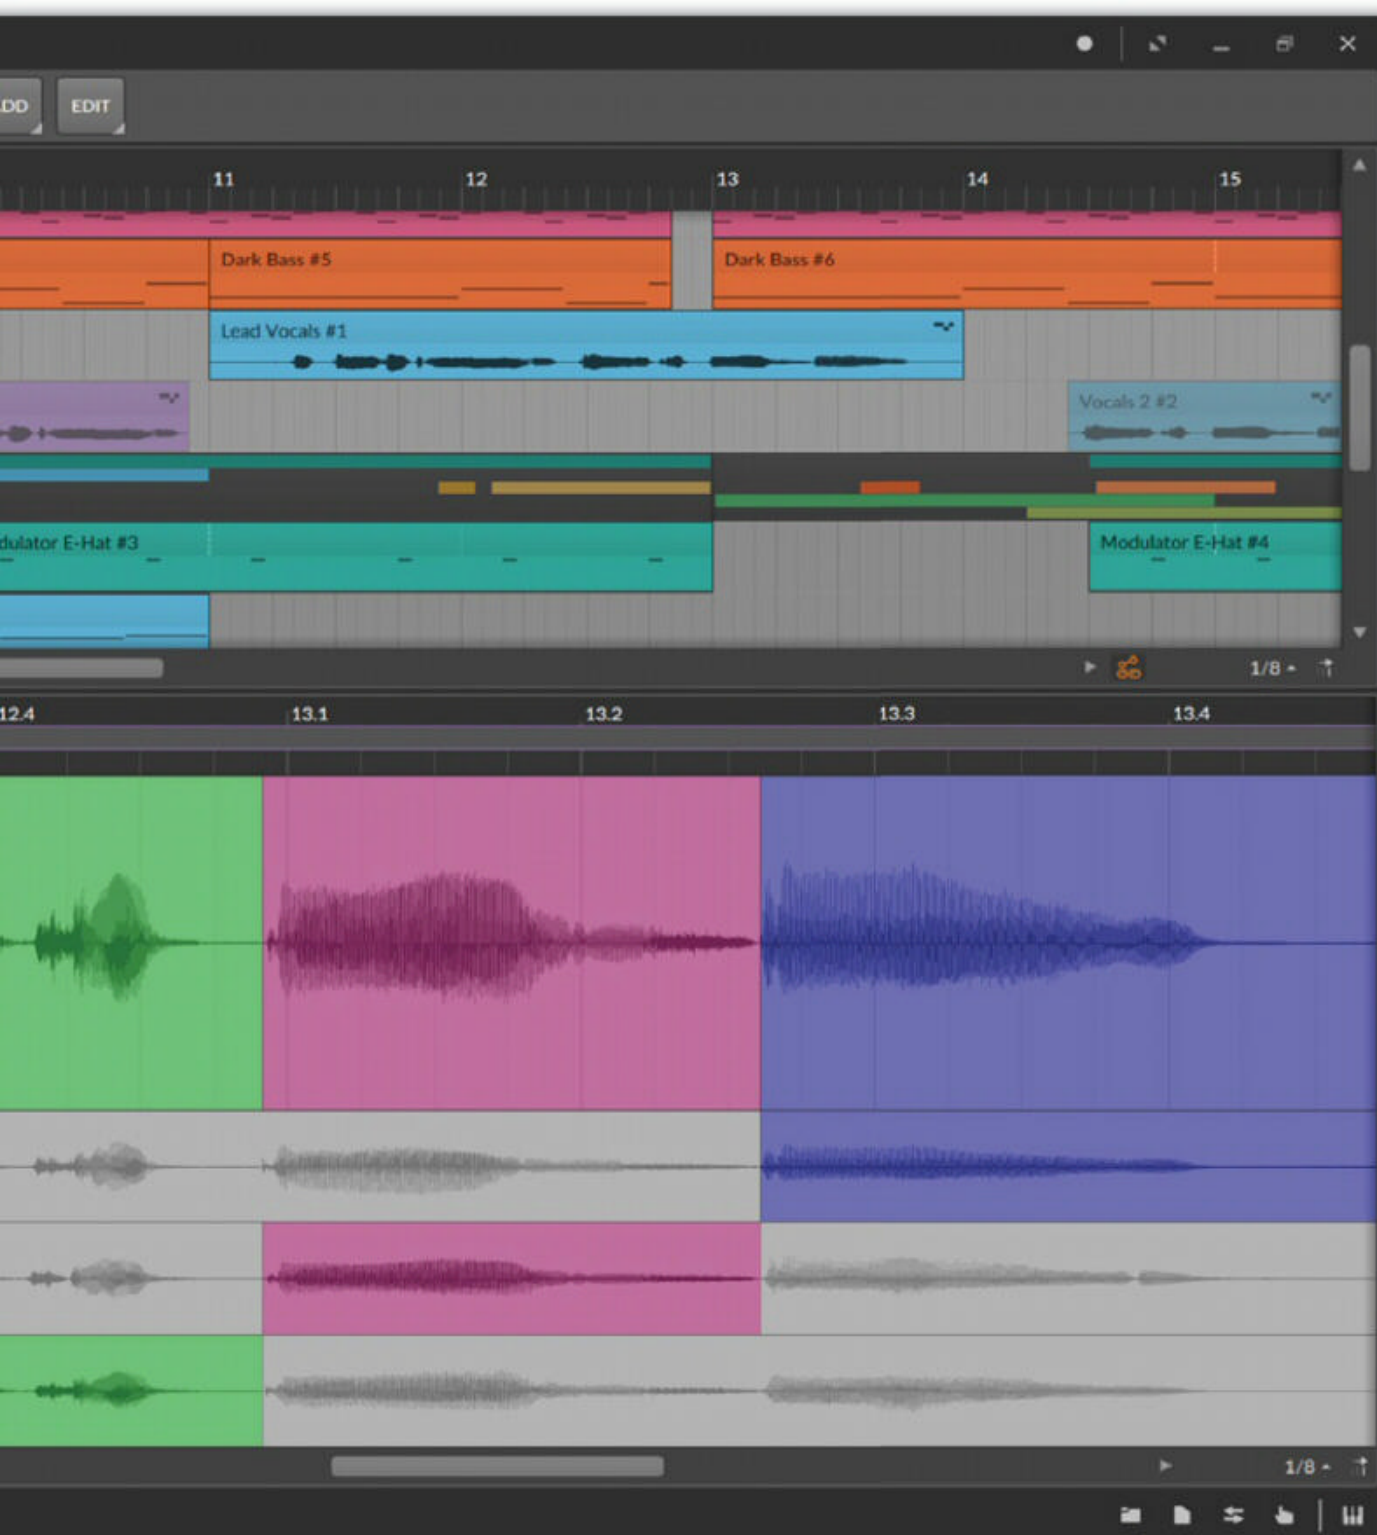 DD
EDIT
11 12 13 14 15
Dark Bass #5
Dark Bass #6
Lead Vocals #1
Vocals 2 #2
dulator E-Hat #3
Modulator E-Hat #4
1/8
12.4 13.1 13.2 13.3 13.4
1/8